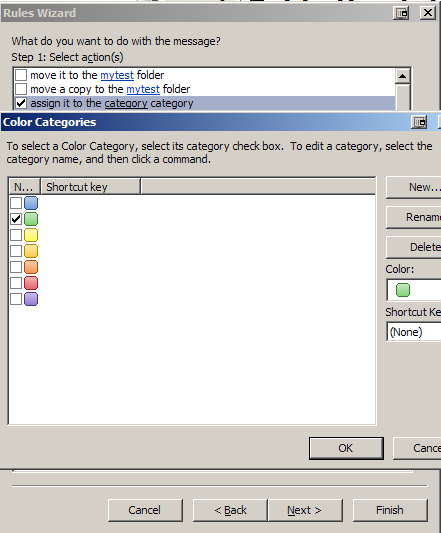 Rules Wizard
What do you want to do with the message?
Step 1: Select action(s)
move it to the mytest folder
move a copy to the mytest folder
assign it to the category category
Color Categories
To select a Color Category, select its category check box. To edit a category, select the
category name, and then click a command.
N... Shortcut key
New...
Rename
Delete
Color:
Shortcut Ke
(None)
OK Cance
Cancel < Back Next > Finish